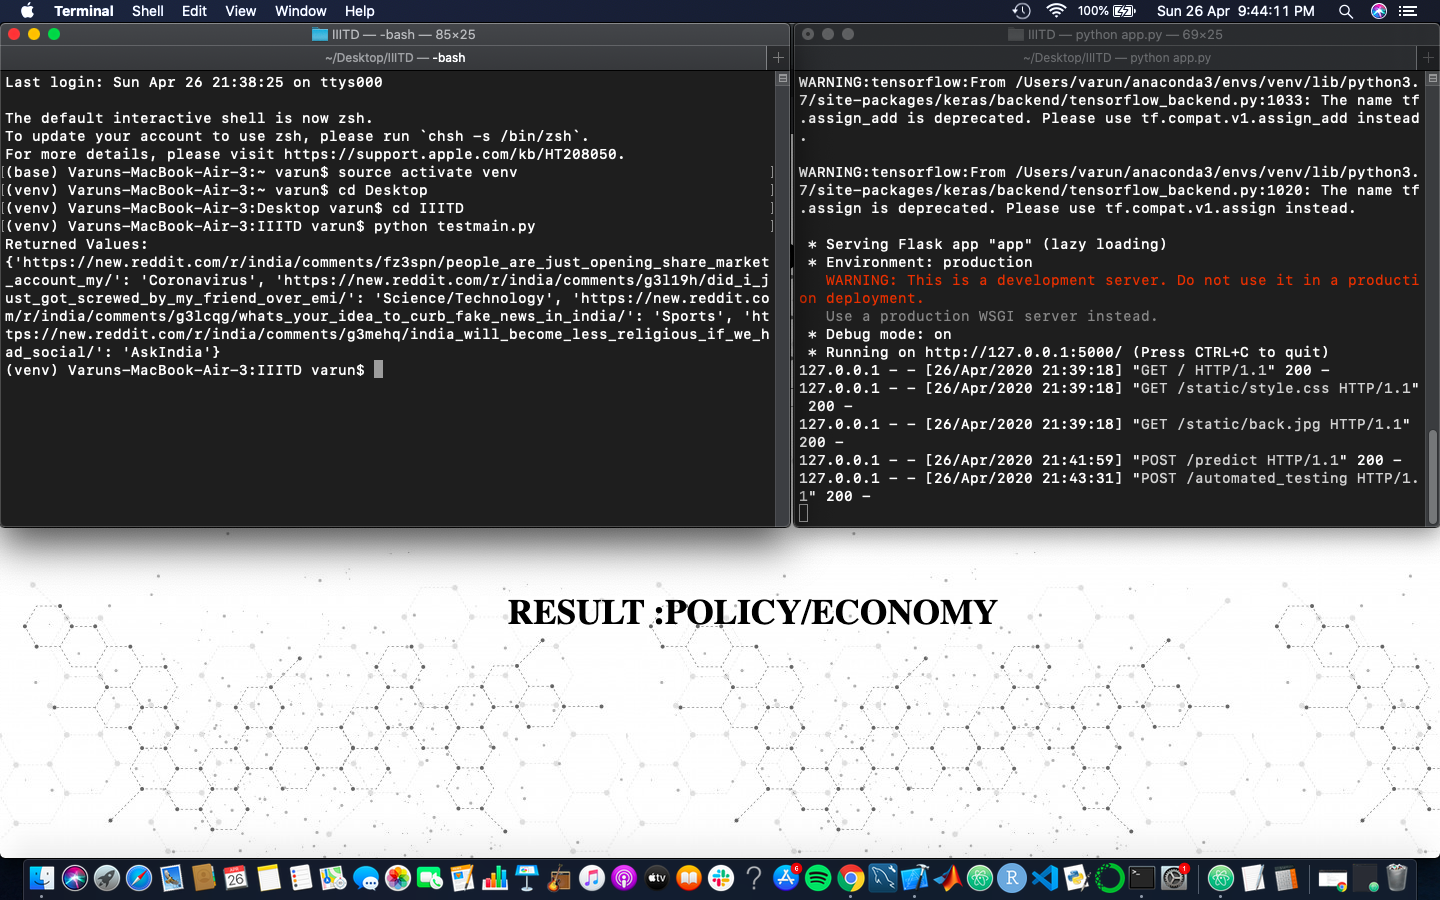 Terminal Shell Edit View Window Help
100% Sun 26 Apr 9:44:11 PM
IIITD — -bash — 85×25
~/Desktop/IIITD — -bash
Last login: Sun Apr 26 21:38:25 on ttys000
The default interactive shell is now zsh.
To update your account to use zsh, please run `chsh -s /bin/zsh`.
For more details, please visit https://support.apple.com/kb/HT208050.
(base) Varuns-MacBook-Air-3:~ varun$ source activate venv
(venv) Varuns-MacBook-Air-3:~ varun$ cd Desktop
(venv) Varuns-MacBook-Air-3:Desktop varun$ cd IIITD
(venv) Varuns-MacBook-Air-3:IIITD varun$ python testmain.py
Returned Values:
{'https://new.reddit.com/r/india/comments/fz3spn/people_are_just_opening_share_market
_account_my/': 'Coronavirus', 'https://new.reddit.com/r/india/comments/g3l19h/did_i_j
ust_got_screwed_by_my_friend_over_emi/': 'Science/Technology', 'https://new.reddit.co
m/r/india/comments/g3lcqg/whats_your_idea_to_curb_fake_news_in_india/': 'Sports', 'ht
tps://new.reddit.com/r/india/comments/g3mehq/india_will_become_less_religious_if_we_h
ad_social/': 'AskIndia'}
(venv) Varuns-MacBook-Air-3:IIITD varun$
IIITD — python app.py — 69×25
~/Desktop/IIITD — python app.py
WARNING:tensorflow:From /Users/varun/anaconda3/envs/venv/lib/python3.
7/site-packages/keras/backend/tensorflow_backend.py:1033: The name tf
.assign_add is deprecated. Please use tf.compat.v1.assign_add instead
.
WARNING:tensorflow:From /Users/varun/anaconda3/envs/venv/lib/python3.
7/site-packages/keras/backend/tensorflow_backend.py:1020: The name tf
.assign is deprecated. Please use tf.compat.v1.assign instead.
* Serving Flask app "app" (lazy loading)
* Environment: production
WARNING: This is a development server. Do not use it in a producti
on deployment.
Use a production WSGI server instead.
* Debug mode: on
* Running on http://127.0.0.1:5000/ (Press CTRL+C to quit)
127.0.0.1 - - [26/Apr/2020 21:39:18] "GET / HTTP/1.1" 200 -
127.0.0.1 - - [26/Apr/2020 21:39:18] "GET /static/style.css HTTP/1.1"
200 -
127.0.0.1 - - [26/Apr/2020 21:39:18] "GET /static/back.jpg HTTP/1.1"
200 -
127.0.0.1 - - [26/Apr/2020 21:41:59] "POST /predict HTTP/1.1" 200 -
127.0.0.1 - - [26/Apr/2020 21:43:31] "POST /automated_testing HTTP/1.
1" 200 -
RESULT :POLICY/ECONOMY